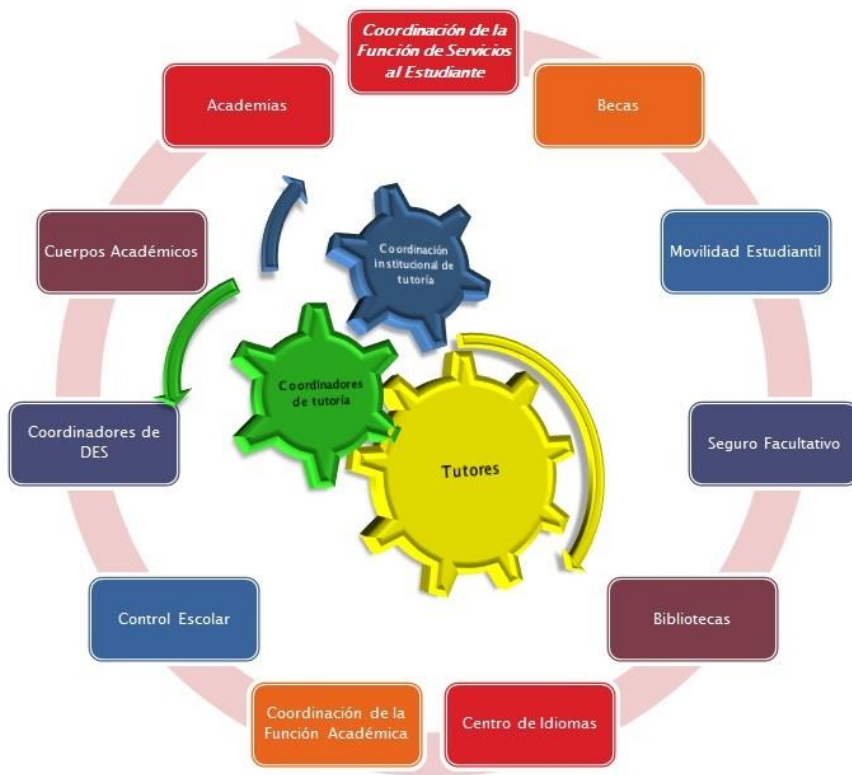 Coordinación de la
Función de Servicios
al Estudiante
Becas
Movilidad Estudiantil
Seguro Facultativo
Bibliotecas
Centro de Idiomas
Coordinación de la
Función Académica
Control Escolar
Coordinadores de
DES
Cuerpos Académicos
Academias
Coordinación
institucional de
tutoría
Coordinadores
de tutoría
Tutores